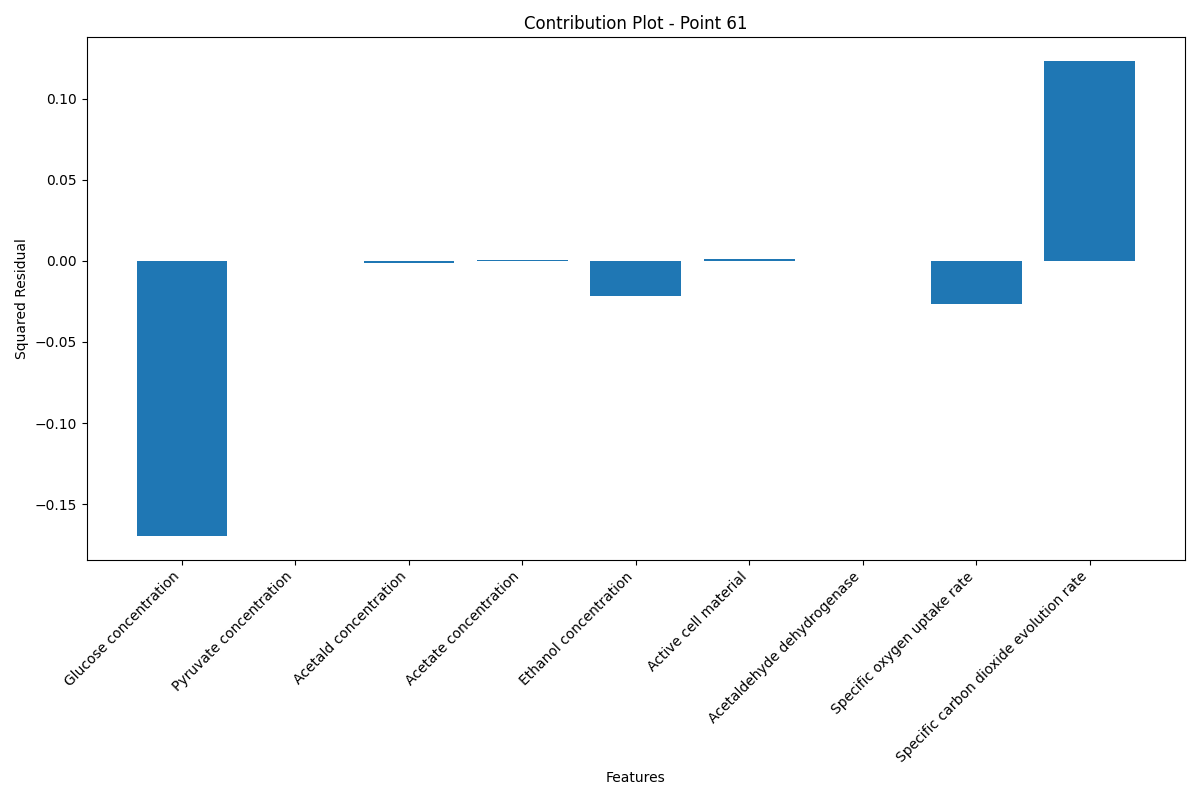 Contribution Plot - Point 61
Squared Residual
0.10
0.05
0.00
−0.05
−0.10
−0.15
Glucose concentration
Pyruvate concentration
Acetald concentration
Acetate concentration
Ethanol concentration
Active cell material
Acetaldehyde dehydrogenase
Specific oxygen uptake rate
Specific carbon dioxide evolution rate
Features